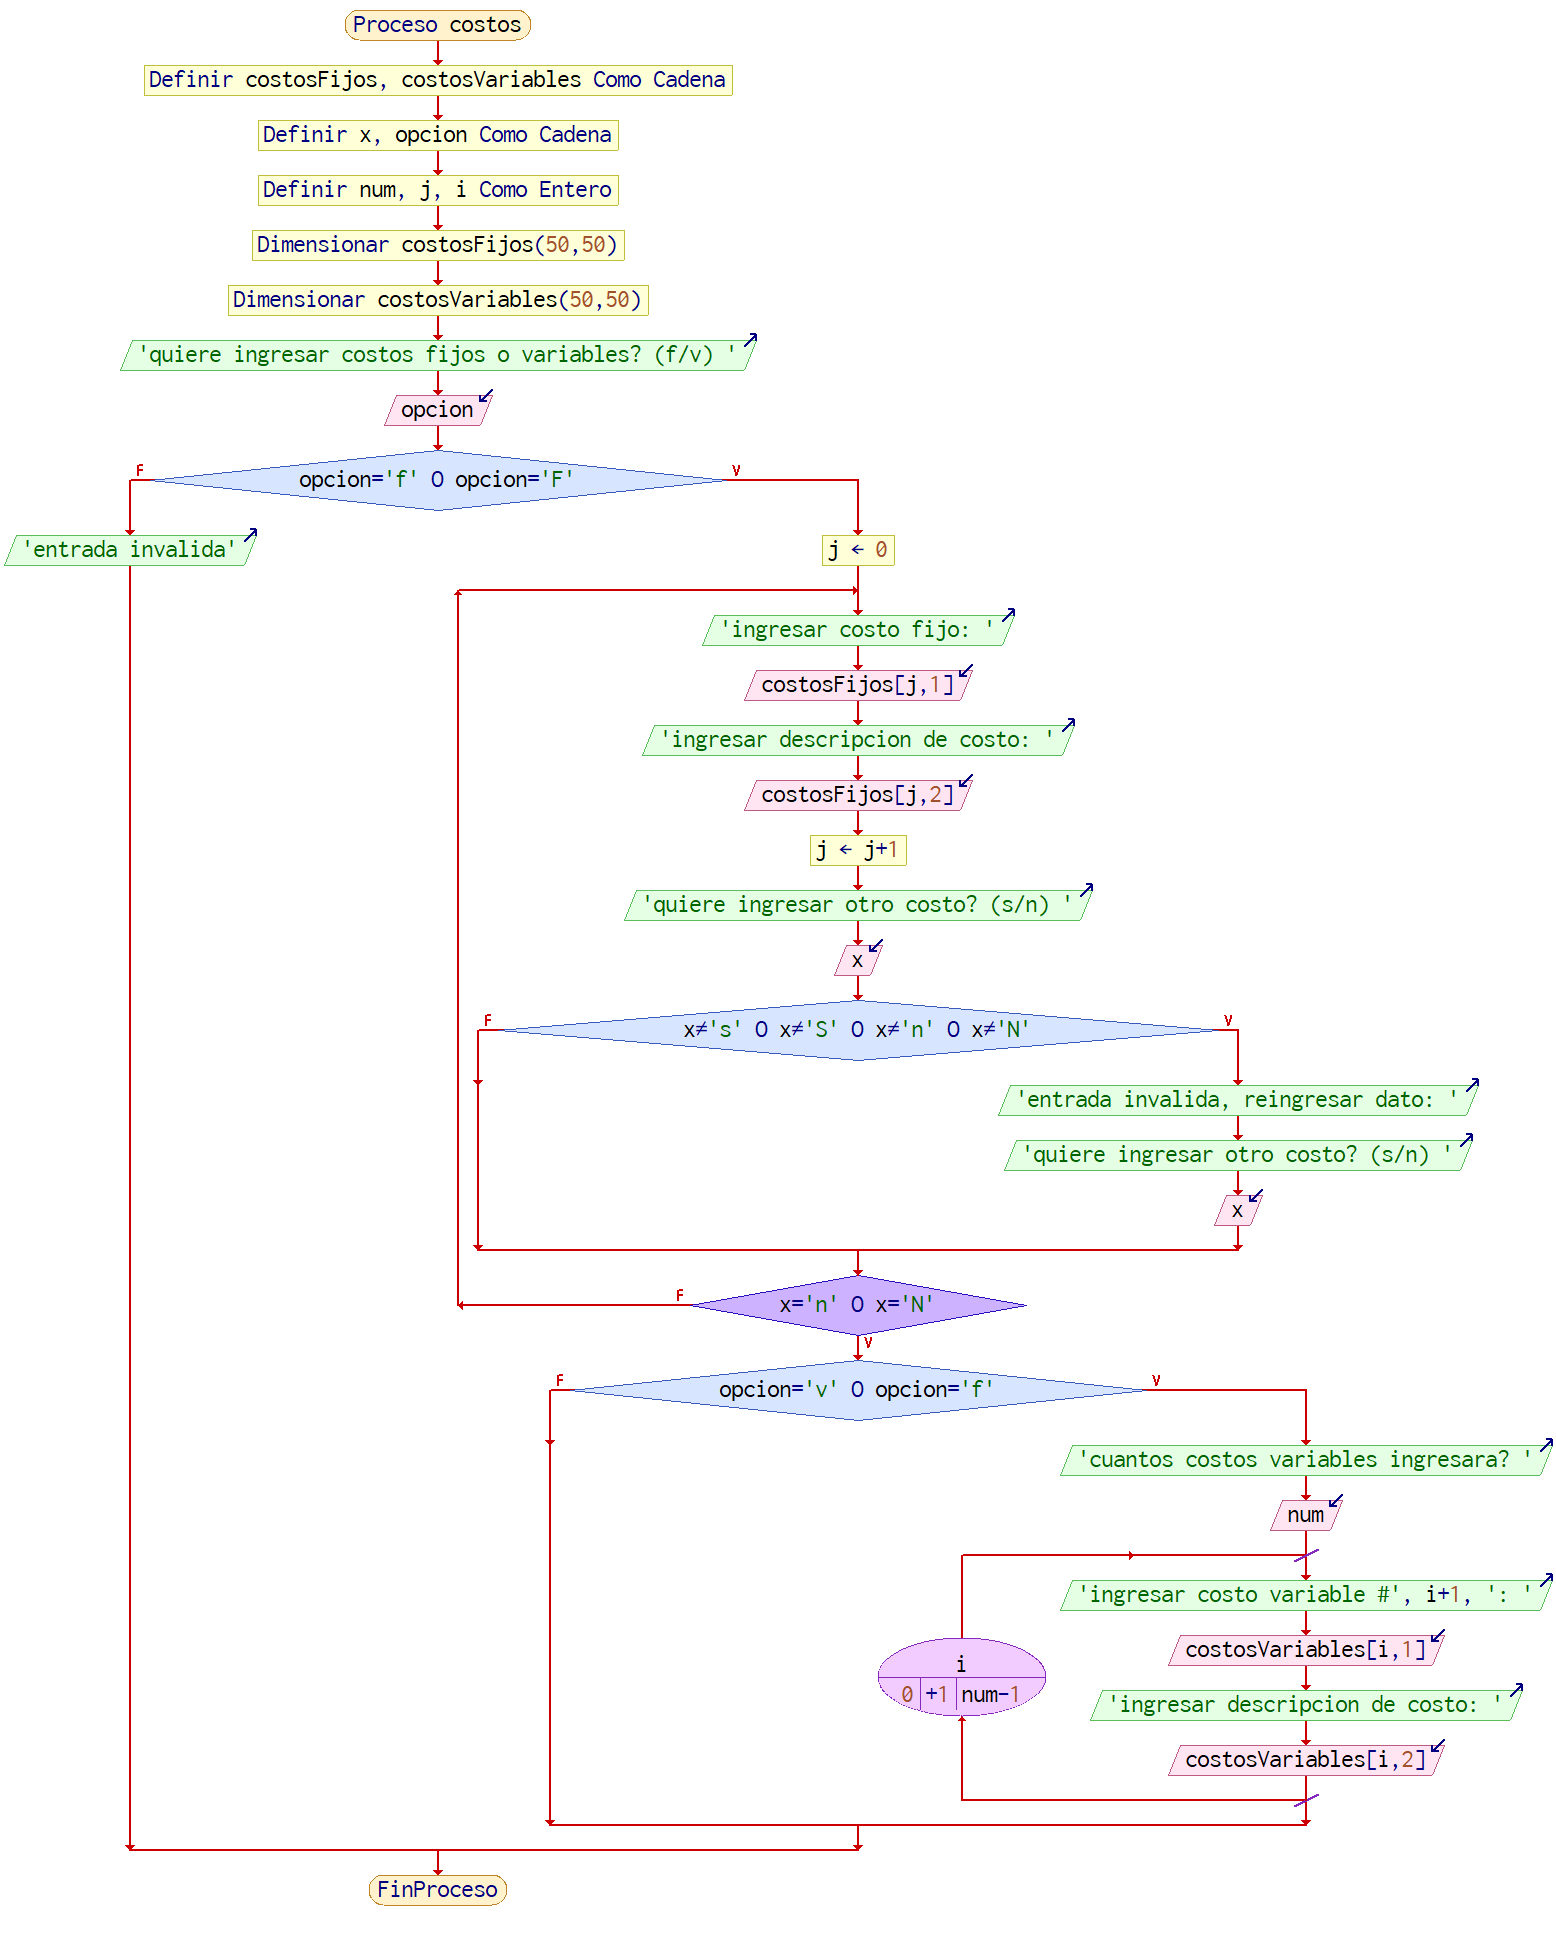 Proceso costos
Definir costosFijos, costosVariables Como Cadena
Definir x, opcion Como Cadena
Definir num, j, i Como Entero
Dimensionar costosFijos(50,50)
Dimensionar costosVariables(50,50)
'quiere ingresar costos fijos o variables? (f/v) '
opcion
F
opcion='f' O opcion='F'
V
'entrada invalida'
j ← 0
'ingresar costo fijo: '
costosFijos[j,1]
'ingresar descripcion de costo: '
costosFijos[j,2]
j ← j+1
'quiere ingresar otro costo? (s/n) '
x
F
x≠'s' O x≠'S' O x≠'n' O x≠'N'
V
'entrada invalida, reingresar dato: '
'quiere ingresar otro costo? (s/n) '
x
F
x='n' O x='N'
V
F
opcion='v' O opcion='f'
V
'cuantos costos variables ingresara? '
num
'ingresar costo variable #', i+1, ': '
costosVariables[i,1]
i
0 +1 num-1
'ingresar descripcion de costo: '
costosVariables[i,2]
FinProceso